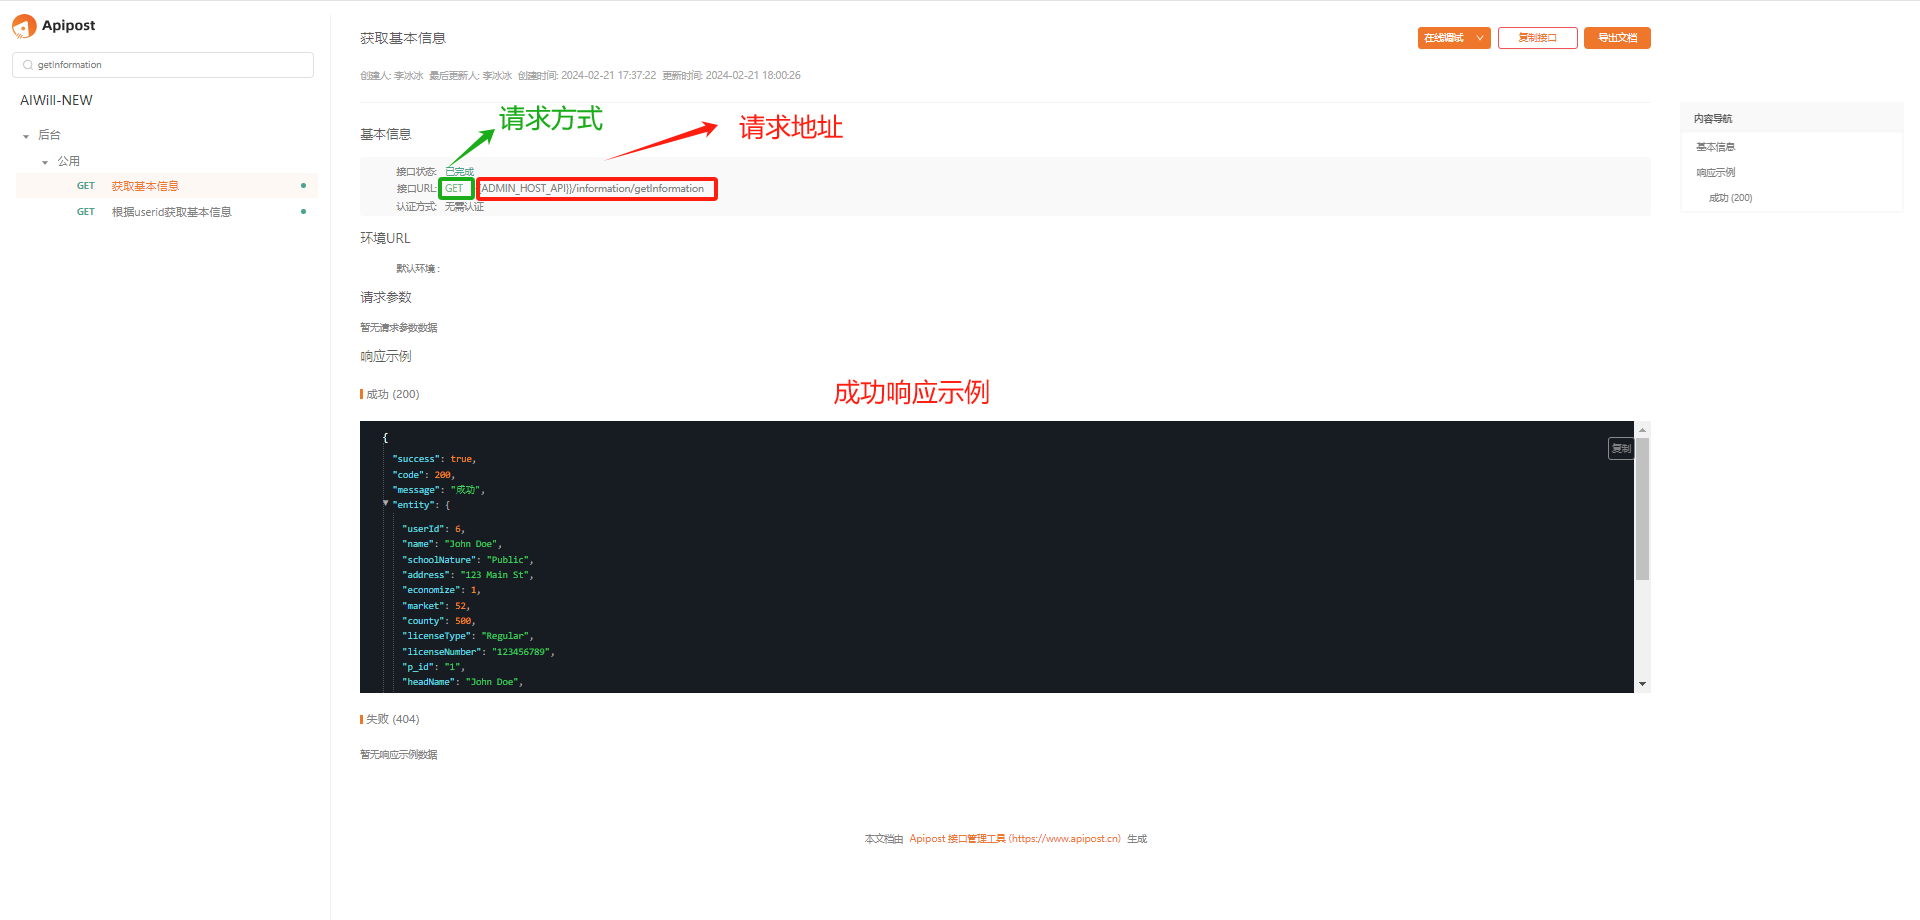 Apipost
getInformation
AIWill-NEW
后台
公用
GET 获取基本信息
GET 根据userid获取基本信息
获取基本信息
在线调试
复制接口
导出文档
创建人: 李冰冰 最后更新人: 李冰冰 创建时间: 2024-02-21 17:37:22 更新时间: 2024-02-21 18:00:26
请求方式
请求地址
基本信息
接口状态: 已完成
接口URL: GET {ADMIN_HOST_API}}/information/getInformation
认证方式: 无需认证
环境URL
默认环境 :
请求参数
暂无请求参数数据
响应示例
成功 (200)
成功响应示例
复制
{
"success": true,
"code": 200,
"message": "成功",
"entity": {
"userId": 6,
"name": "John Doe",
"schoolNature": "Public",
"address": "123 Main St",
"economize": 1,
"market": 52,
"county": 500,
"licenseType": "Regular",
"licenseNumber": "123456789",
"p_id": "1",
"headName": "John Doe",
失败 (404)
暂无响应示例数据
本文档由 Apipost 接口管理工具 (https://www.apipost.cn) 生成
内容导航
基本信息
响应示例
成功 (200)